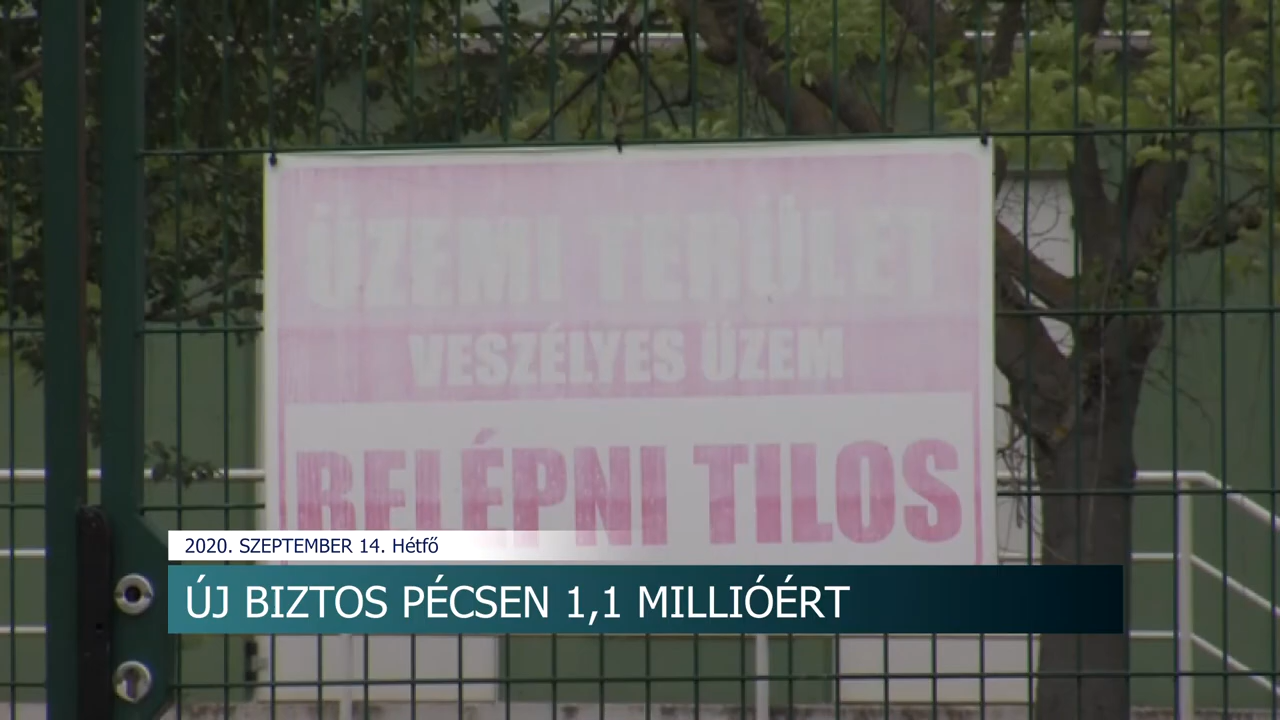 ÜZEMI TERÜLET
VESZÉLYES ÜZEM
BELÉPNI TILOS
2020. SZEPTEMBER 14. Hétfő
ÚJ BIZTOS PÉCSEN 1,1 MILLIÓÉRT